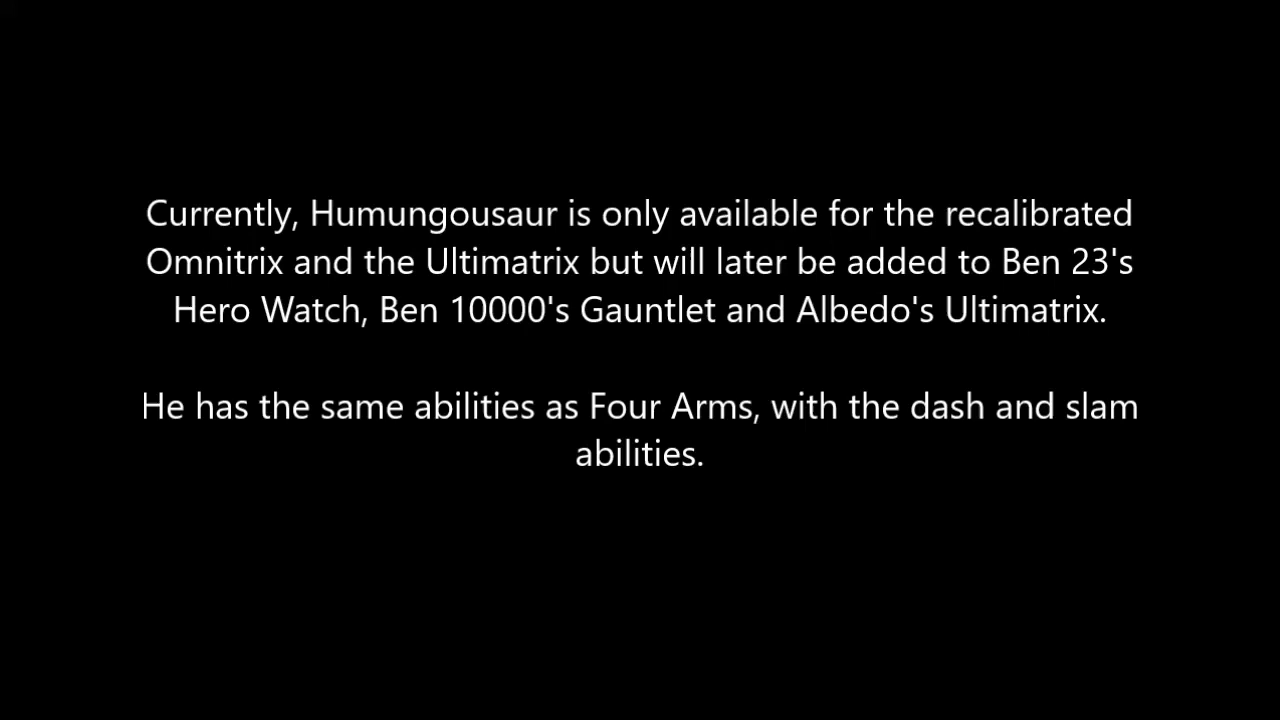 Currently, Humungousaur is only available for the recalibrated
Omnitrix and the Ultimatrix but will later be added to Ben 23's
Hero Watch, Ben 10000's Gauntlet and Albedo's Ultimatrix.
He has the same abilities as Four Arms, with the dash and slam
abilities.